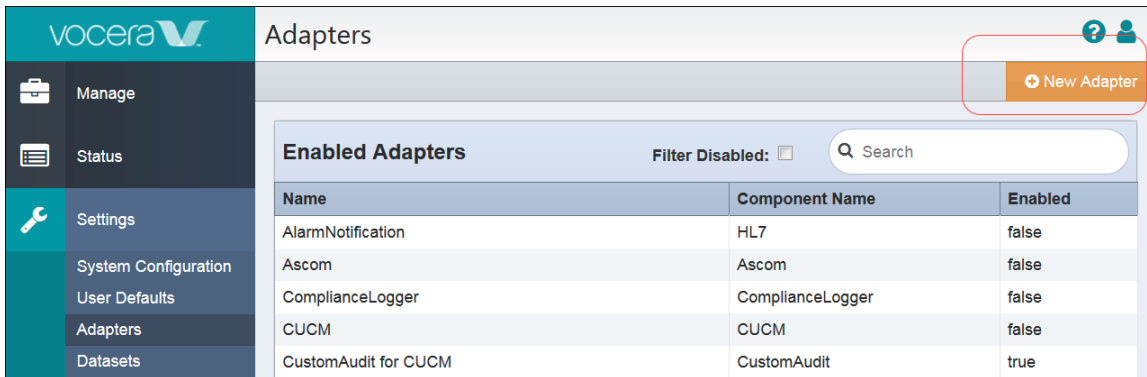 vocera
Adapters
Manage
New Adapter
Status
Enabled Adapters Filter Disabled: Search
Name Component Name Enabled
Settings
AlarmNotification HL7 false
System Configuration
Ascom Ascom false
User Defaults
ComplianceLogger ComplianceLogger false
Adapters
CUCM CUCM false
Datasets
CustomAudit for CUCM CustomAudit true